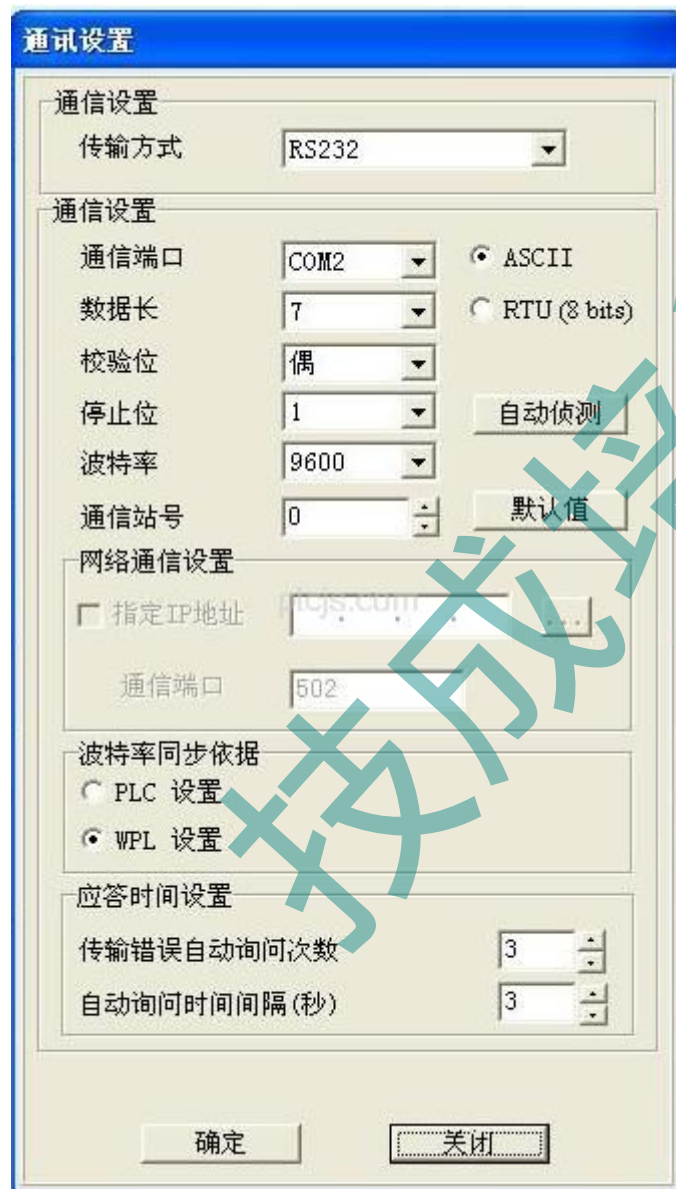 通讯设置
通信设置
传输方式 RS232
通信设置
通信端口 COM2 ASCII
数据长 7 RTU (8 bits)
校验位 偶
停止位 1 自动侦测
波特率 9600
通信站号 0 默认值
网络通信设置
指定IP地址 . . . ...
plcjs.com
通信端口 502
波特率同步依据
PLC 设置
WPL 设置
应答时间设置
传输错误自动询问次数 3
自动询问时间间隔(秒) 3
确定 关闭
技成培